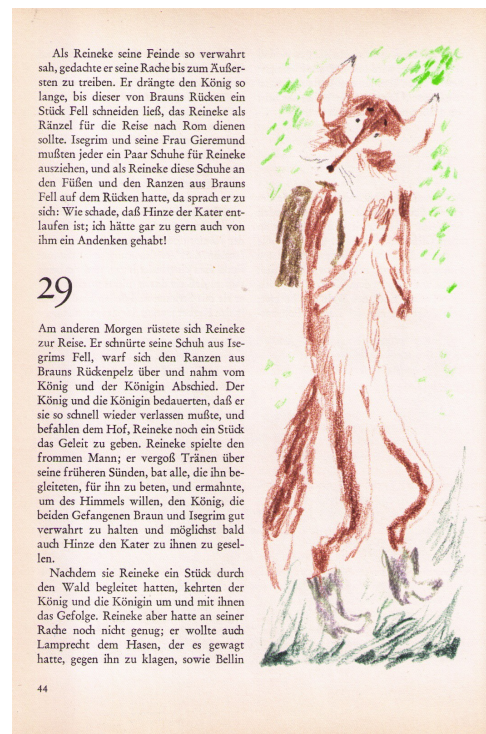 Als Reineke seine Feinde so verwahrt
sah, gedachte er seine Rache bis zum Äußer-
sten zu treiben. Er drängte den König so
lange, bis dieser von Brauns Rücken ein
Stück Fell schneiden ließ, das Reineke als
Ränzel für die Reise nach Rom dienen
sollte. Isegrim und seine Frau Gieremund
mußten jeder ein Paar Schuhe für Reineke
ausziehen, und als Reineke diese Schuhe an
den Füßen und den Ranzen aus Brauns
Fell auf dem Rücken hatte, da sprach er zu
sich: Wie schade, daß Hinze der Kater ent-
laufen ist; ich hätte gar zu gern auch von
ihm ein Andenken gehabt!
29
Am anderen Morgen rüstete sich Reineke
zur Reise. Er schnürte seine Schuh aus Ise-
grims Fell, warf sich den Ranzen aus
Brauns Rückenpelz über und nahm vom
König und der Königin Abschied. Der
König und die Königin bedauerten, daß er
sie so schnell wieder verlassen mußte, und
befahlen dem Hof, Reineke noch ein Stück
das Geleit zu geben. Reineke spielte den
frommen Mann; er vergoß Tränen über
seine früheren Sünden, bat alle, die ihn be-
gleiteten, für ihn zu beten, und ermahnte,
um des Himmels willen, den König, die
beiden Gefangenen Braun und Isegrim gut
verwahrt zu halten und möglichst bald
auch Hinze den Kater zu ihnen zu gesel-
len.
Nachdem sie Reineke ein Stück durch
den Wald begleitet hatten, kehrten der
König und die Königin um und mit ihnen
das Gefolge. Reineke aber hatte an seiner
Rache noch nicht genug; er wollte auch
Lamprecht dem Hasen, der es gewagt
hatte, gegen ihn zu klagen, sowie Bellin
44